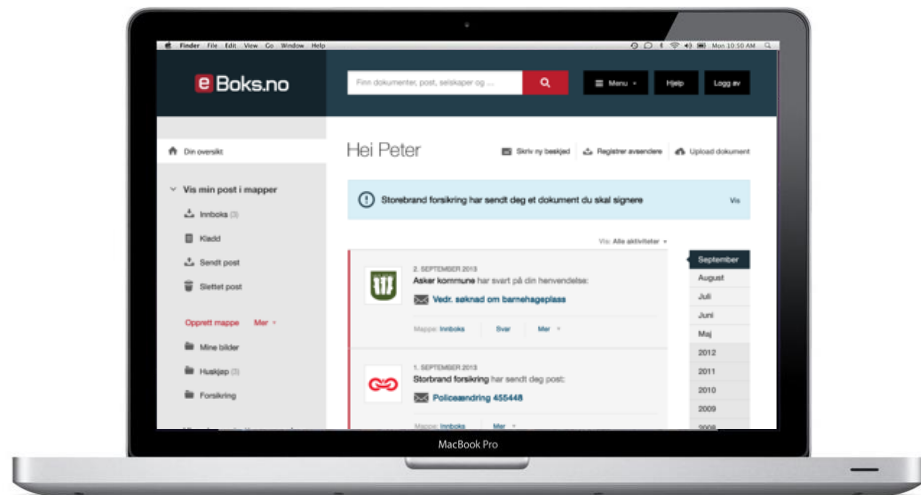 Finder File Edit View Go Window Help
Mon 10:50 AM
e Boks.no
Finn dokumenter, post, selskaper og ...
Menu
Hjelp
Logg av
Din oversikt
Hei Peter
Skriv ny beskjed
Registrer avsendere
Upload dokument
Vis min post i mapper
Innboks (3)
Kladd
Sendt post
Slettet post
Opprett mappe Mer
Mine bilder
Huskjøp (3)
Forsikring
Storebrand forsikring har sendt deg et dokument du skal signere
Vis
Vis: Alle aktiviteter
2. SEPTEMBER 2013
Asker kommune har svart på din henvendelse:
Vedr. søknad om barnehageplass
Mappe: Innboks
Svar
Mer
1. SEPTEMBER 2013
Storbrand forsikring har sendt deg post:
Policeændring 455448
Mappe: Innboks
Mer
September
August
Juli
Juni
Maj
2012
2011
2010
2009
2008
MacBook Pro